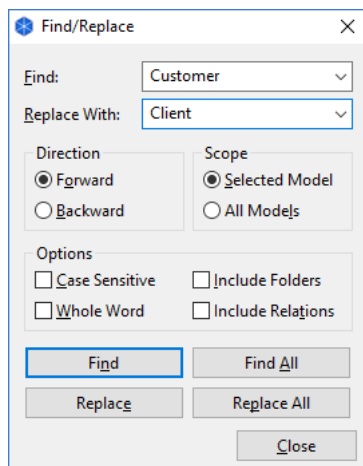 Find/Replace
Find: Customer
Replace With: Client
Direction Scope
Forward Selected Model
Backward All Models
Options
Case Sensitive Include Folders
Whole Word Include Relations
Find Find All
Replace Replace All
Close